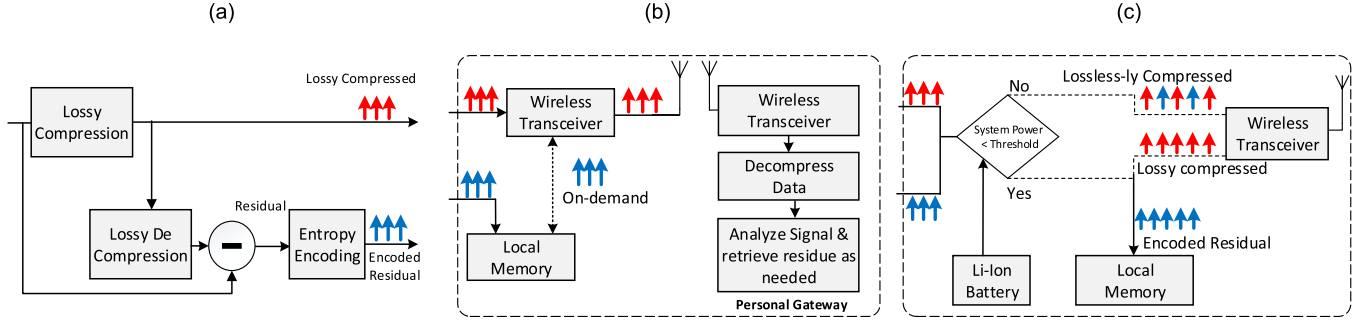 (a)
Lossy
Compression
Lossy Compressed
Lossy De
Compression
Residual
Entropy
Encoding
Encoded
Residual
(b)
Wireless
Transceiver
On-demand
Local
Memory
Wireless
Transceiver
Decompress
Data
Analyze Signal &
retrieve residue as
needed
Personal Gateway
(c)
System Power
< Threshold
No
Yes
Lossless-ly Compressed
Lossy compressed
Wireless
Transceiver
Encoded Residual
Li-Ion
Battery
Local
Memory